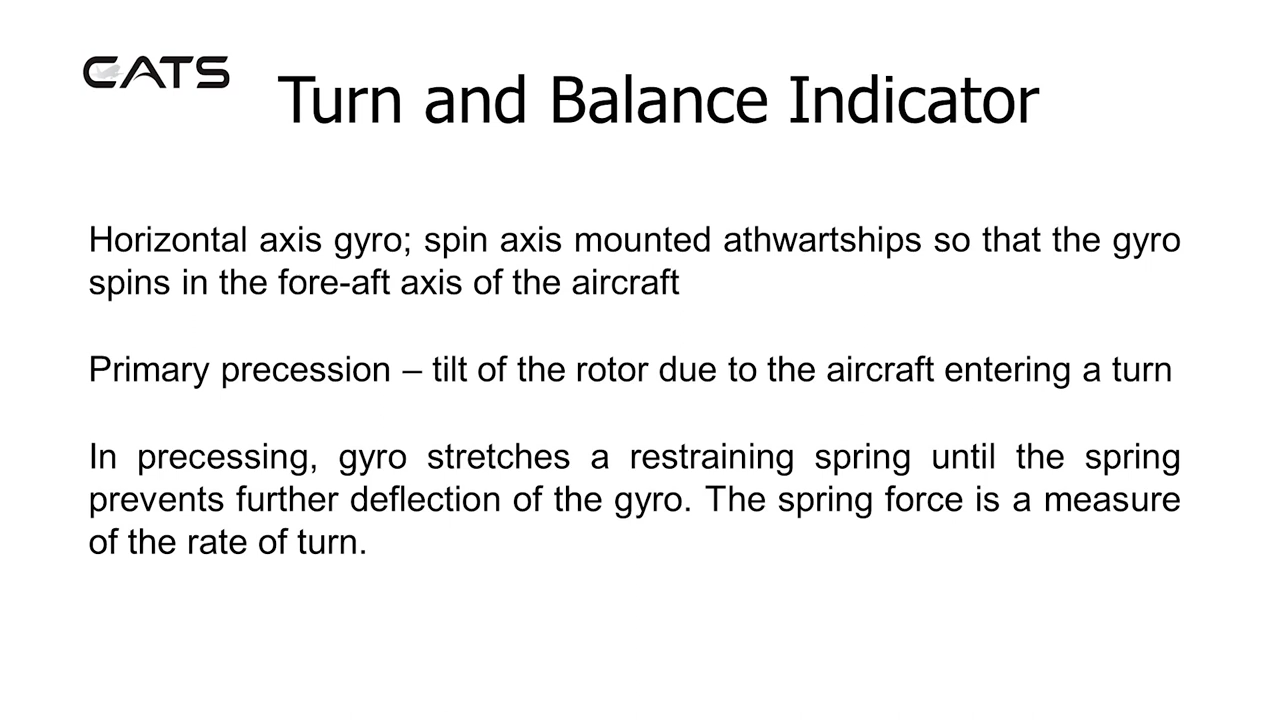 CATS
Turn and Balance Indicator
Horizontal axis gyro; spin axis mounted athwartships so that the gyro
spins in the fore-aft axis of the aircraft
Primary precession – tilt of the rotor due to the aircraft entering a turn
In precessing, gyro stretches a restraining spring until the spring
prevents further deflection of the gyro. The spring force is a measure
of the rate of turn.